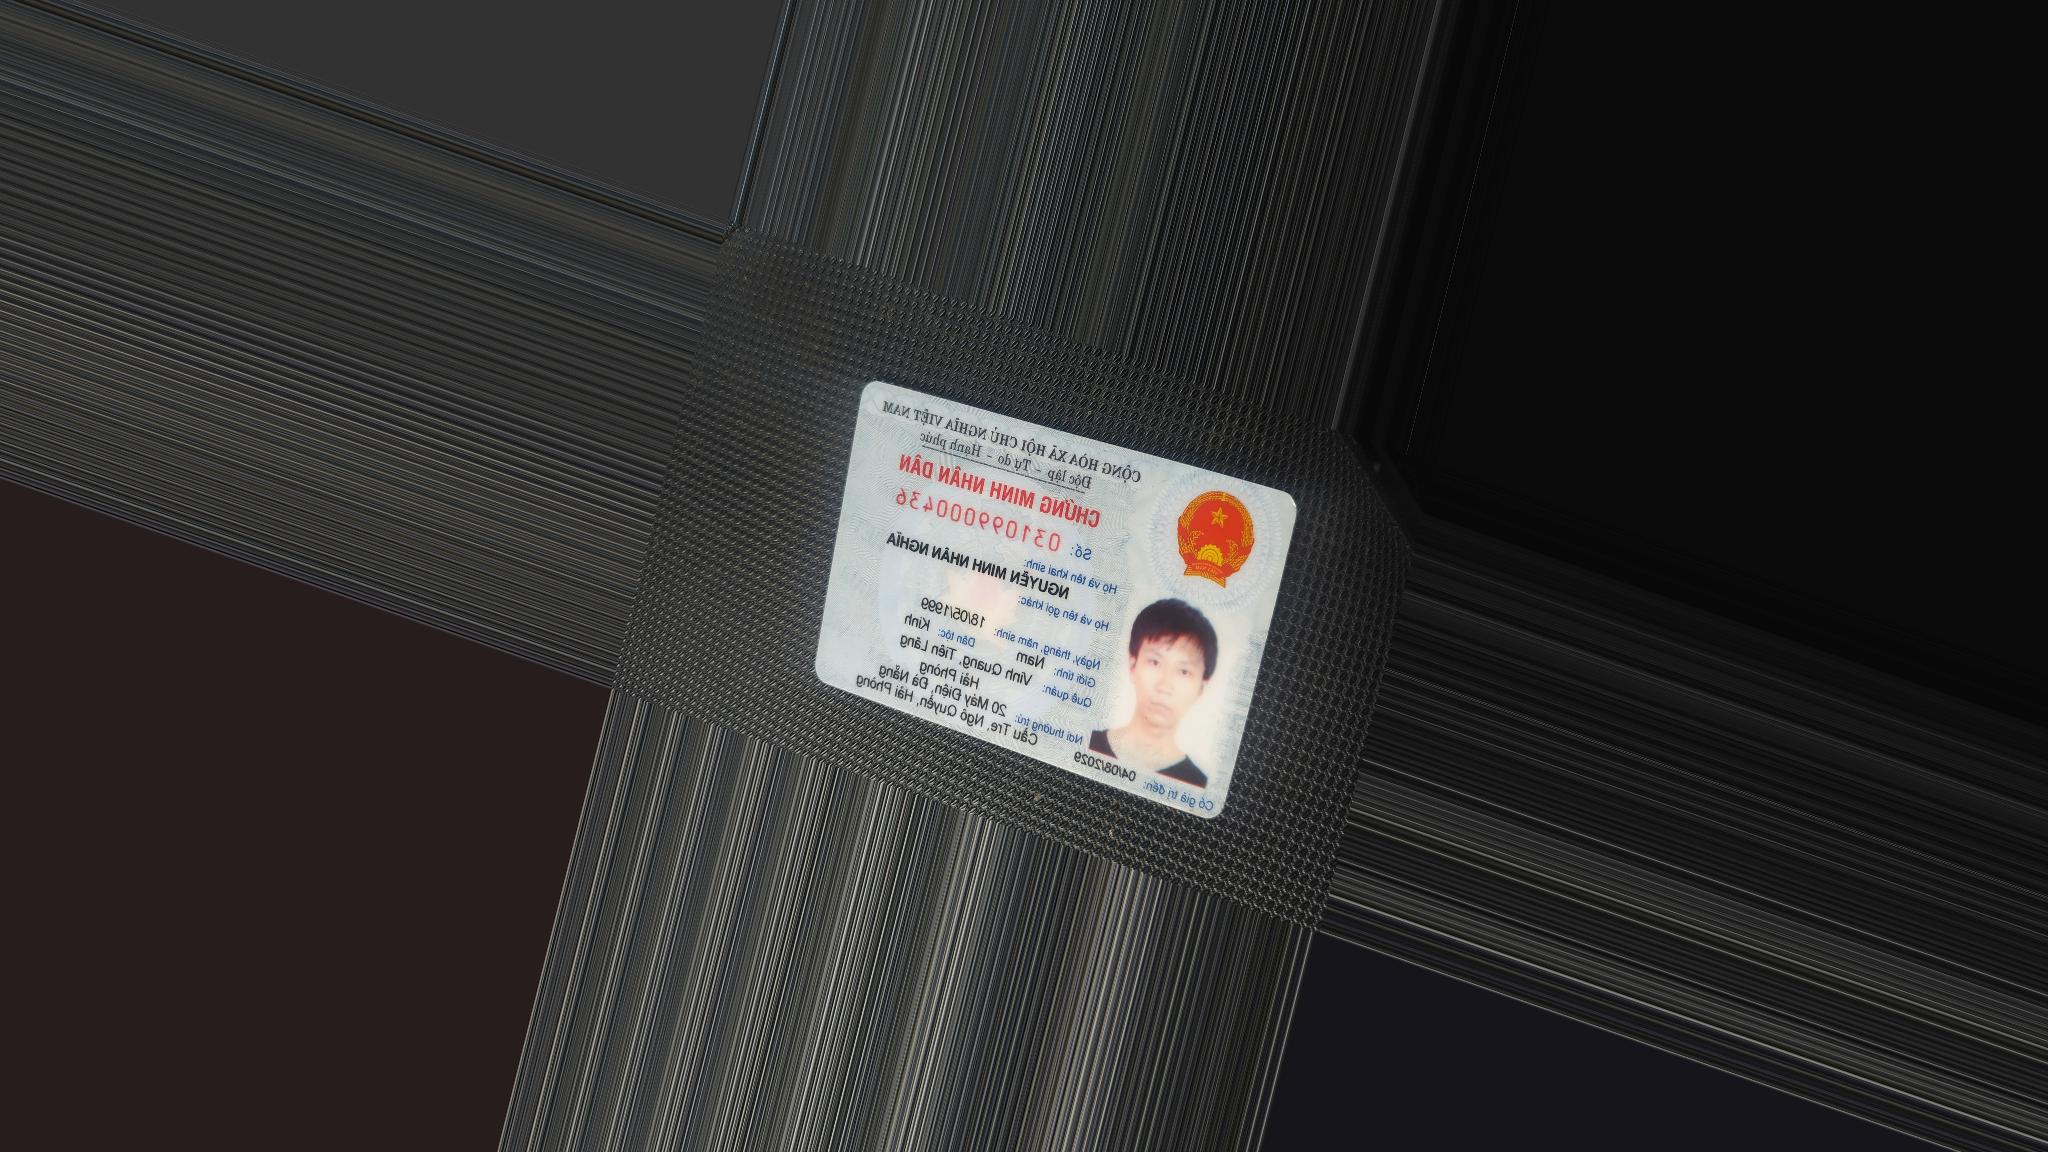 CỘNG HÒA XÃ HỘI CHỦ NGHĨA VIỆT NAM
Độc lập - Tự do - Hạnh phúc
CHỨNG MINH NHÂN DÂN
Số: 031099000436
Họ và tên khai sinh:
NGUYỄN MINH NHÂN NGHĨA
Họ và tên gọi khác:
Ngày, tháng, năm sinh: 18/05/1999
Giới tính: Nam Dân tộc: Kinh
Quê quán: Vinh Quang, Tiên Lãng
Hải Phòng
Nơi thường trú: 20 Máy Điện, Đà Nẵng
Cầu Tre, Ngô Quyền, Hải Phòng
Có giá trị đến: 04/08/2029